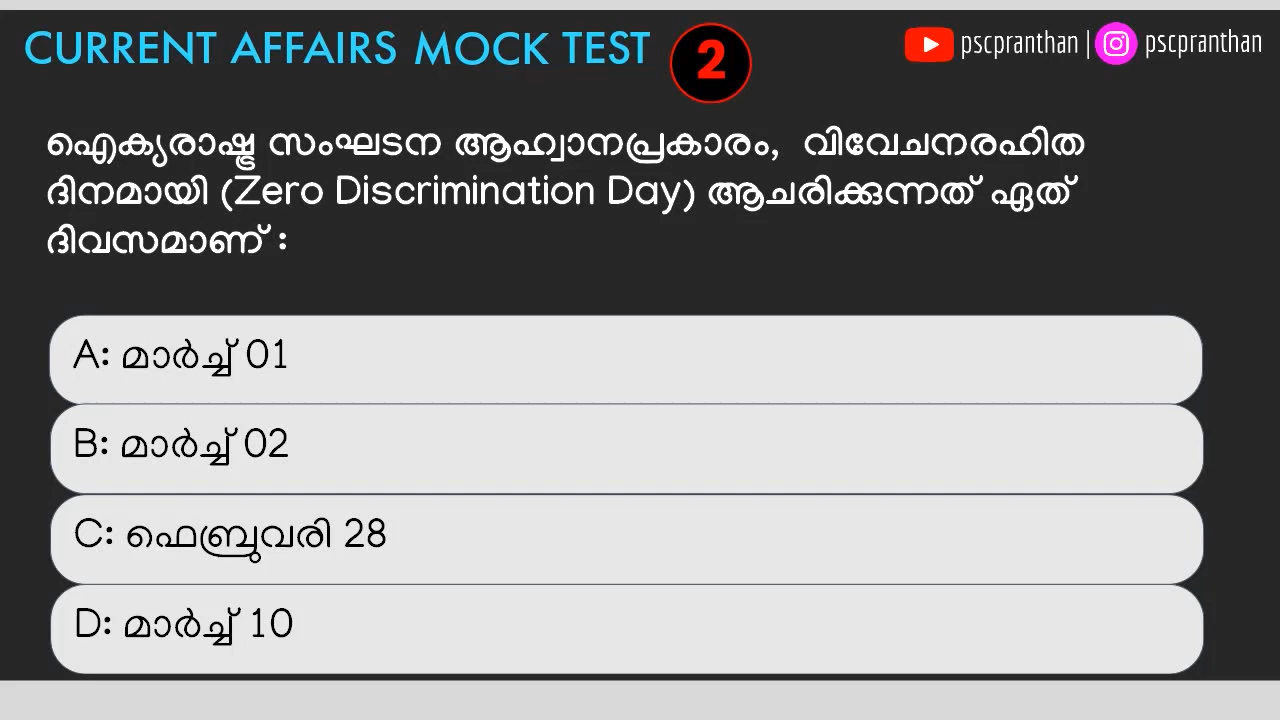 CURRENT AFFAIRS MOCK TEST 2
pscpranthan | pscpranthan
ഐക്യരാഷ്ട്ര സംഘടന ആഹ്വാനപ്രകാരം, വിവേചനരഹിത
ദിനമായി (Zero Discrimination Day) ആചരിക്കുന്നത് ഏത്
ദിവസമാണ് :
A: മാർച്ച് 01
B: മാർച്ച് 02
C: ഫെബ്രുവരി 28
D: മാർച്ച് 10